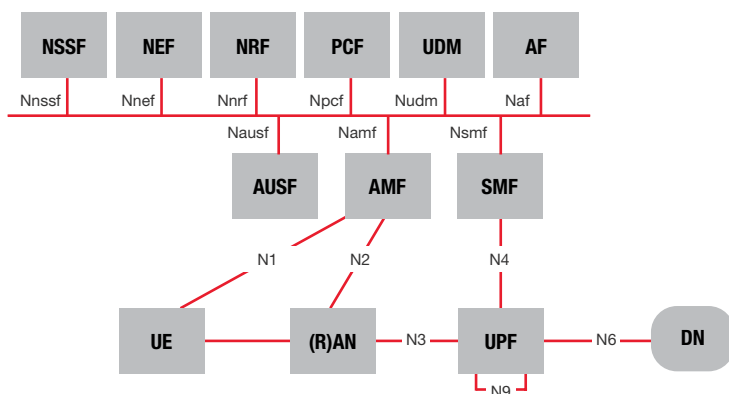 NSSF NEF NRF PCF UDM AF
Nnssf Nnef Nnrf Npcf Nudm Naf
Nausf Namf Nsmf
AUSF AMF SMF
N1 N2 N4
UE (R)AN N3 UPF N6 DN
N9